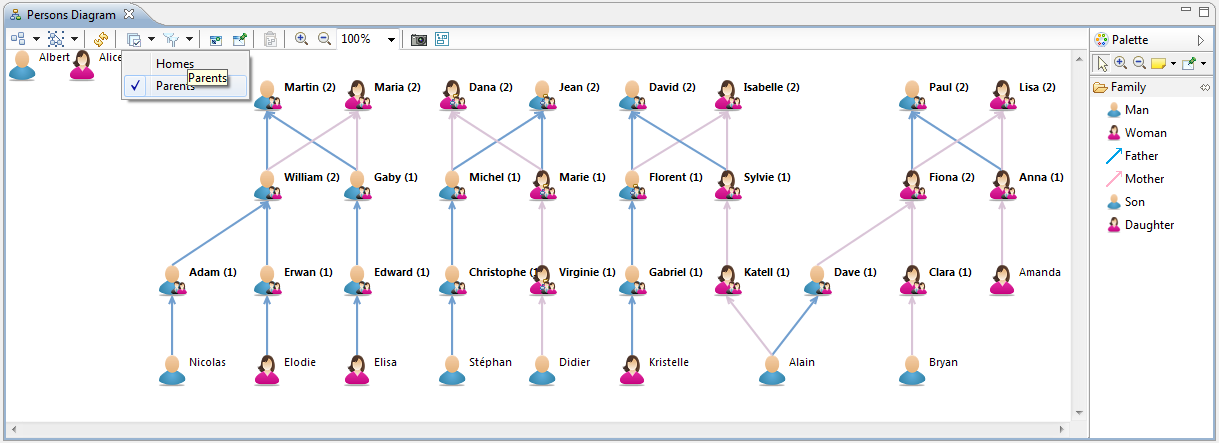 Persons Diagram
100%
Palette
Albert Alice
Homes
Parents
Parents
Family
Man
Woman
Father
Mother
Son
Daughter
Martin (2) Maria (2) Dana (2) Jean (2) David (2) Isabelle (2) Paul (2) Lisa (2)
William (2) Gaby (1) Michel (1) Marie (1) Florent (1) Sylvie (1) Fiona (2) Anna (1)
Adam (1) Erwan (1) Edward (1) Christophe (1) Virginie (1) Gabriel (1) Katell (1) Dave (1) Clara (1) Amanda
Nicolas Elodie Elisa Stéphan Didier Kristelle Alain Bryan